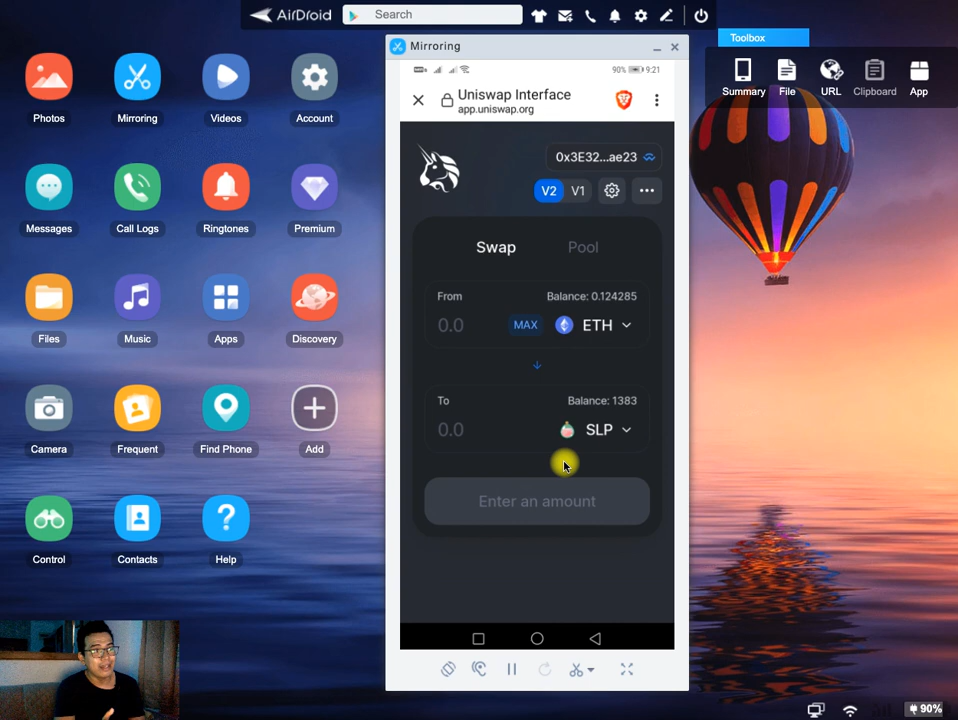 AirDroid
Search
Toolbox
Summary
File
URL
Clipboard
App
Photos
Mirroring
Videos
Account
Messages
Call Logs
Ringtones
Premium
Files
Music
Apps
Discovery
Camera
Frequent
Find Phone
Add
Control
Contacts
Help
Mirroring
90% 9:21
Uniswap Interface
app.uniswap.org
0x3E32...ae23
V2 V1
Swap Pool
From Balance: 0.124285
0.0 MAX ETH
To Balance: 1383
0.0 SLP
Enter an amount
90%